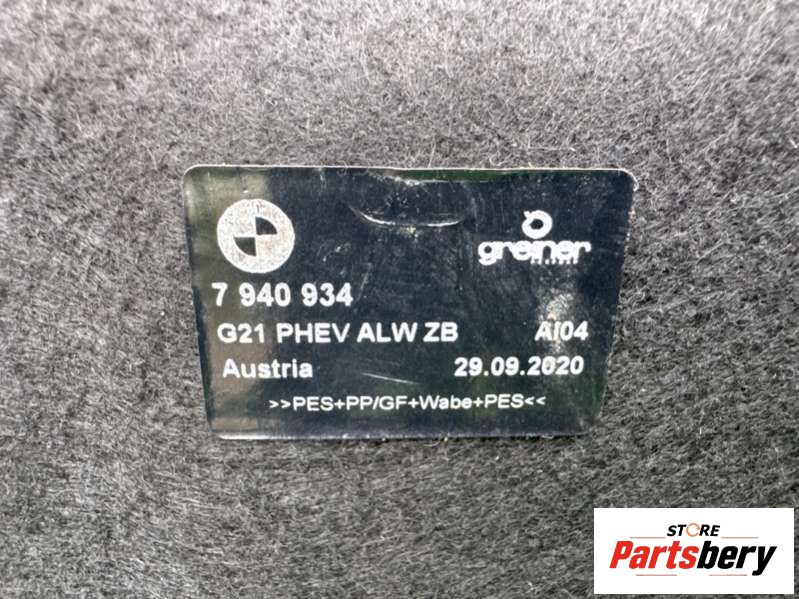 greiner
7 940 934
G21 PHEV ALW ZB AI04
Austria 29.09.2020
>>PES+PP/GF+Wabe+PES<<
STORE
Partsbery